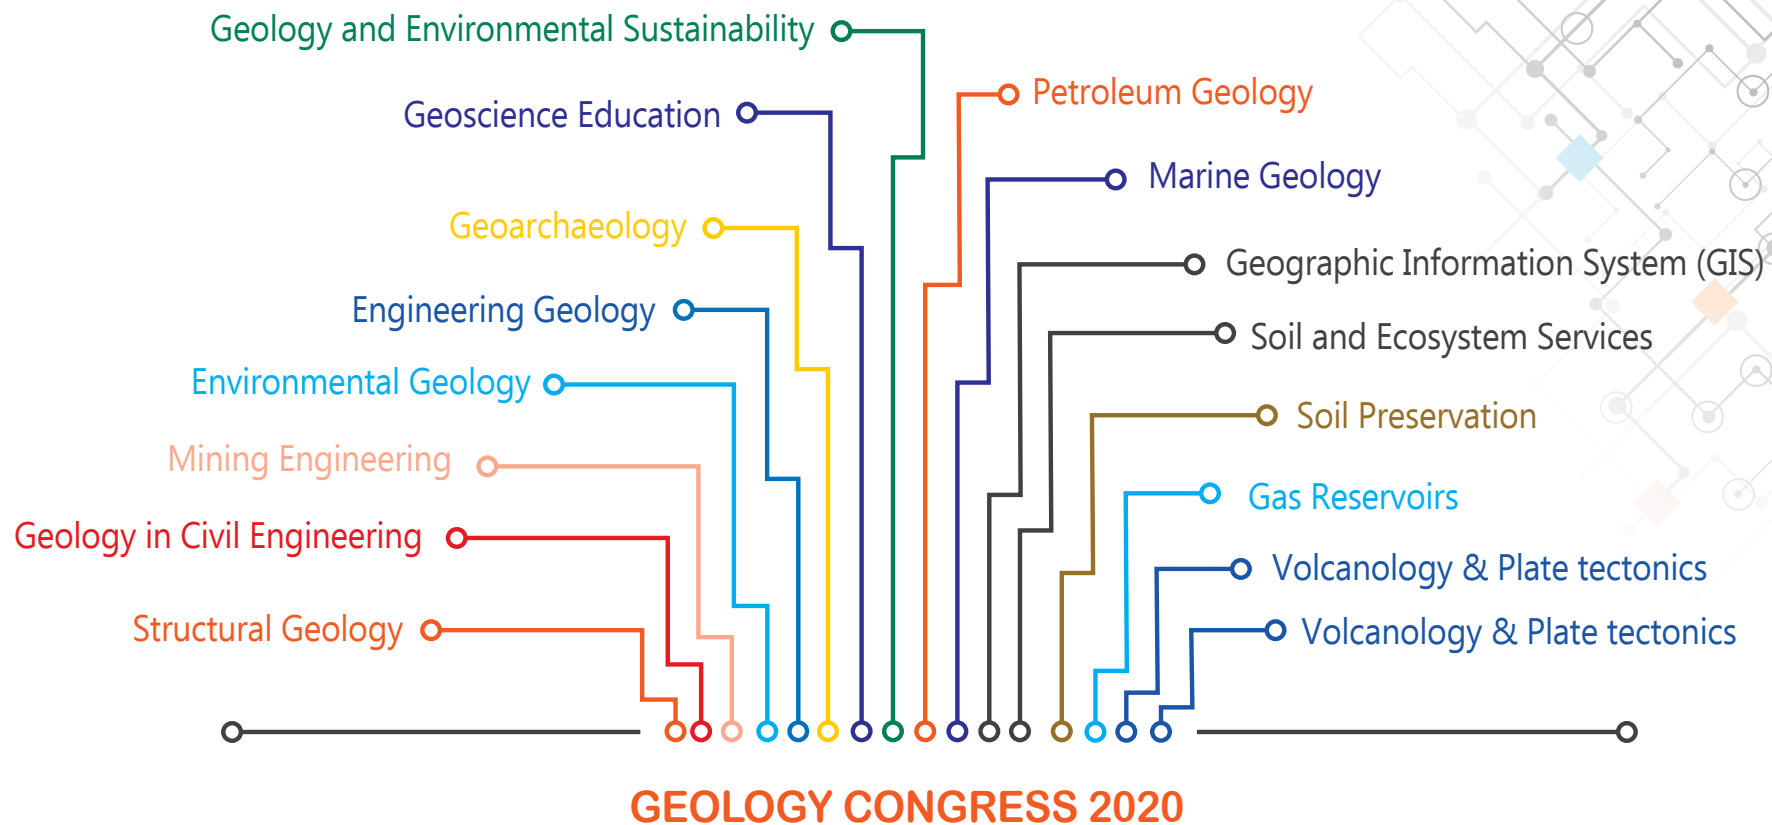 Geology and Environmental Sustainability
Geoscience Education
Geoarchaeology
Engineering Geology
Environmental Geology
Mining Engineering
Geology in Civil Engineering
Structural Geology
Petroleum Geology
Marine Geology
Geographic Information System (GIS)
Soil and Ecosystem Services
Soil Preservation
Gas Reservoirs
Volcanology & Plate tectonics
Volcanology & Plate tectonics
GEOLOGY CONGRESS 2020